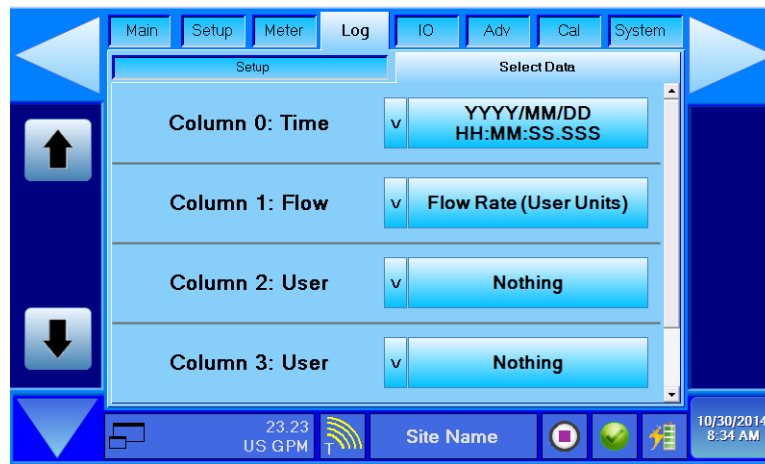 Main Setup Meter Log IO Adv Cal System
Setup Select Data
Column 0: Time v YYYY/MM/DD
HH:MM:SS.SSS
Column 1: Flow v Flow Rate (User Units)
Column 2: User v Nothing
Column 3: User v Nothing
23.23
US GPM T Site Name
10/30/2014
8:34 AM